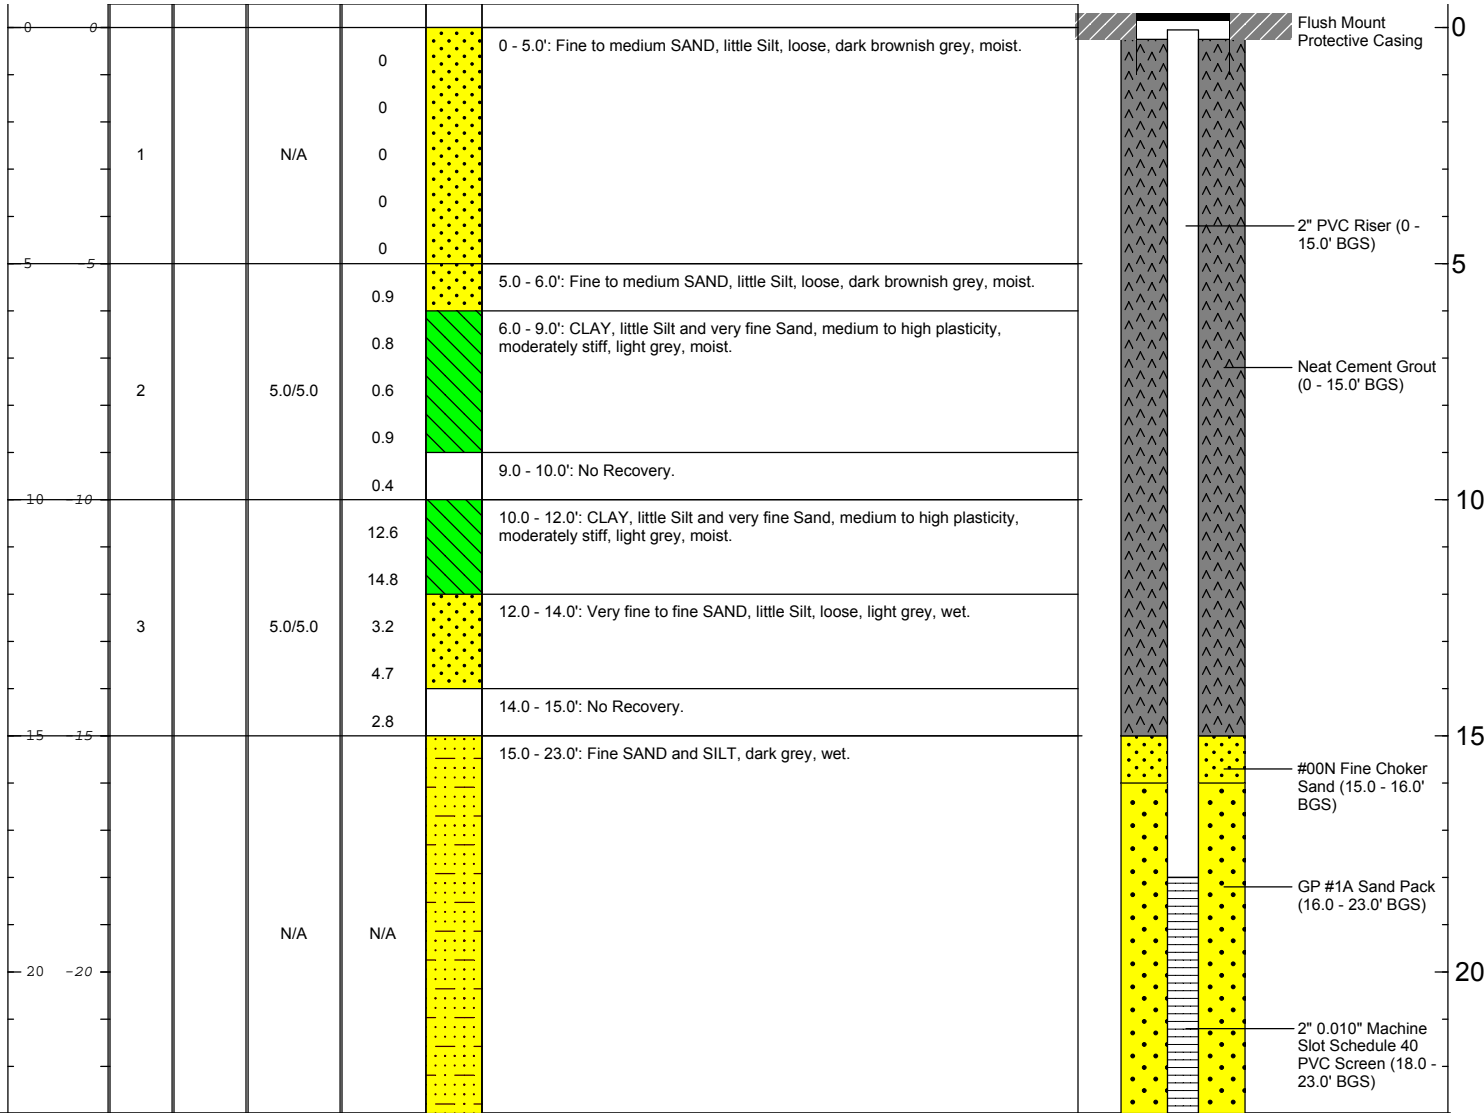 0 0
0 - 5.0': Fine to medium SAND, little Silt, loose, dark brownish grey, moist.
Flush Mount
Protective Casing
0
0
0
1 N/A 0
0
0
2" PVC Riser (0 -
15.0' BGS)
5 -5
5
5.0 - 6.0': Fine to medium SAND, little Silt, loose, dark brownish grey, moist.
0.9
6.0 - 9.0': CLAY, little Silt and very fine Sand, medium to high plasticity,
moderately stiff, light grey, moist.
0.8
Neat Cement Grout
(0 - 15.0' BGS)
2 5.0/5.0 0.6
0.9
9.0 - 10.0': No Recovery.
0.4
10 -10
10
10.0 - 12.0': CLAY, little Silt and very fine Sand, medium to high plasticity,
moderately stiff, light grey, moist.
12.6
14.8
12.0 - 14.0': Very fine to fine SAND, little Silt, loose, light grey, wet.
3 5.0/5.0 3.2
4.7
14.0 - 15.0': No Recovery.
2.8
15 -15
15
15.0 - 23.0': Fine SAND and SILT, dark grey, wet.
#00N Fine Choker
Sand (15.0 - 16.0'
BGS)
GP #1A Sand Pack
(16.0 - 23.0' BGS)
N/A N/A
20 -20
20
2" 0.010" Machine
Slot Schedule 40
PVC Screen (18.0 -
23.0' BGS)